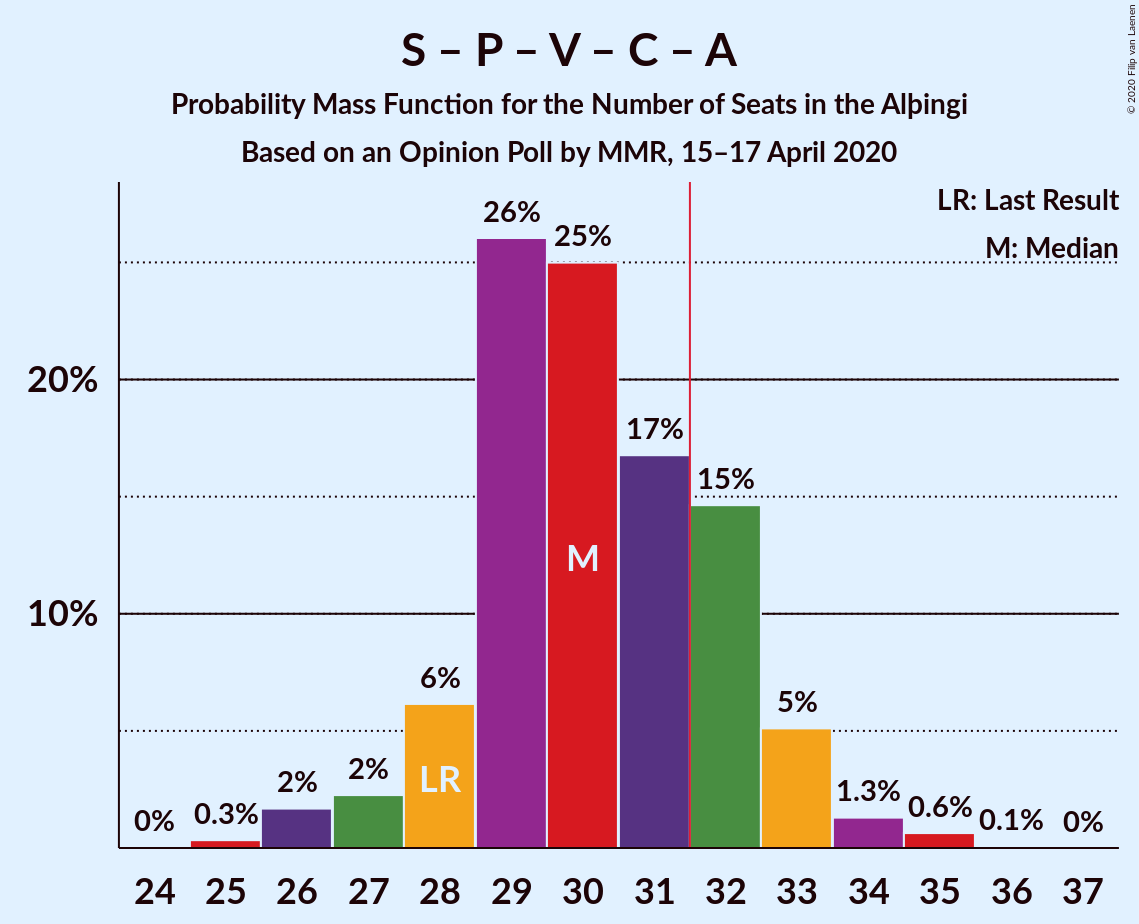 S – P – V – C – A
Probability Mass Function for the Number of Seats in the Alþingi
Based on an Opinion Poll by MMR, 15–17 April 2020
© 2020 Filip van Laenen
LR: Last Result
M: Median
26%
25%
20%
17%
15%
M
10%
6%
5%
LR
2%
2%
1.3%
0.6%
0.3%
0.1%
0%
0%
24 25 26 27 28 29 30 31 32 33 34 35 36 37